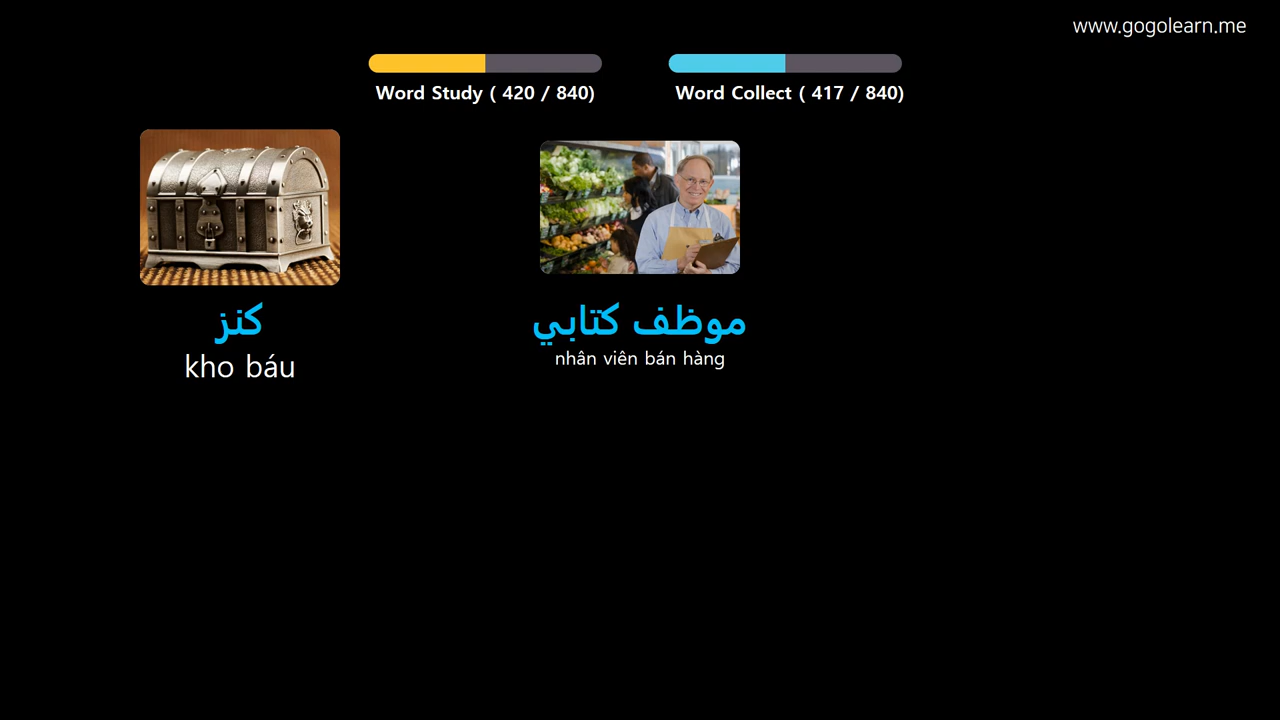 www.gogolearn.me
Word Study ( 420 / 840)
Word Collect ( 417 / 840)
كنز
kho báu
موظف كتابي
nhân viên bán hàng